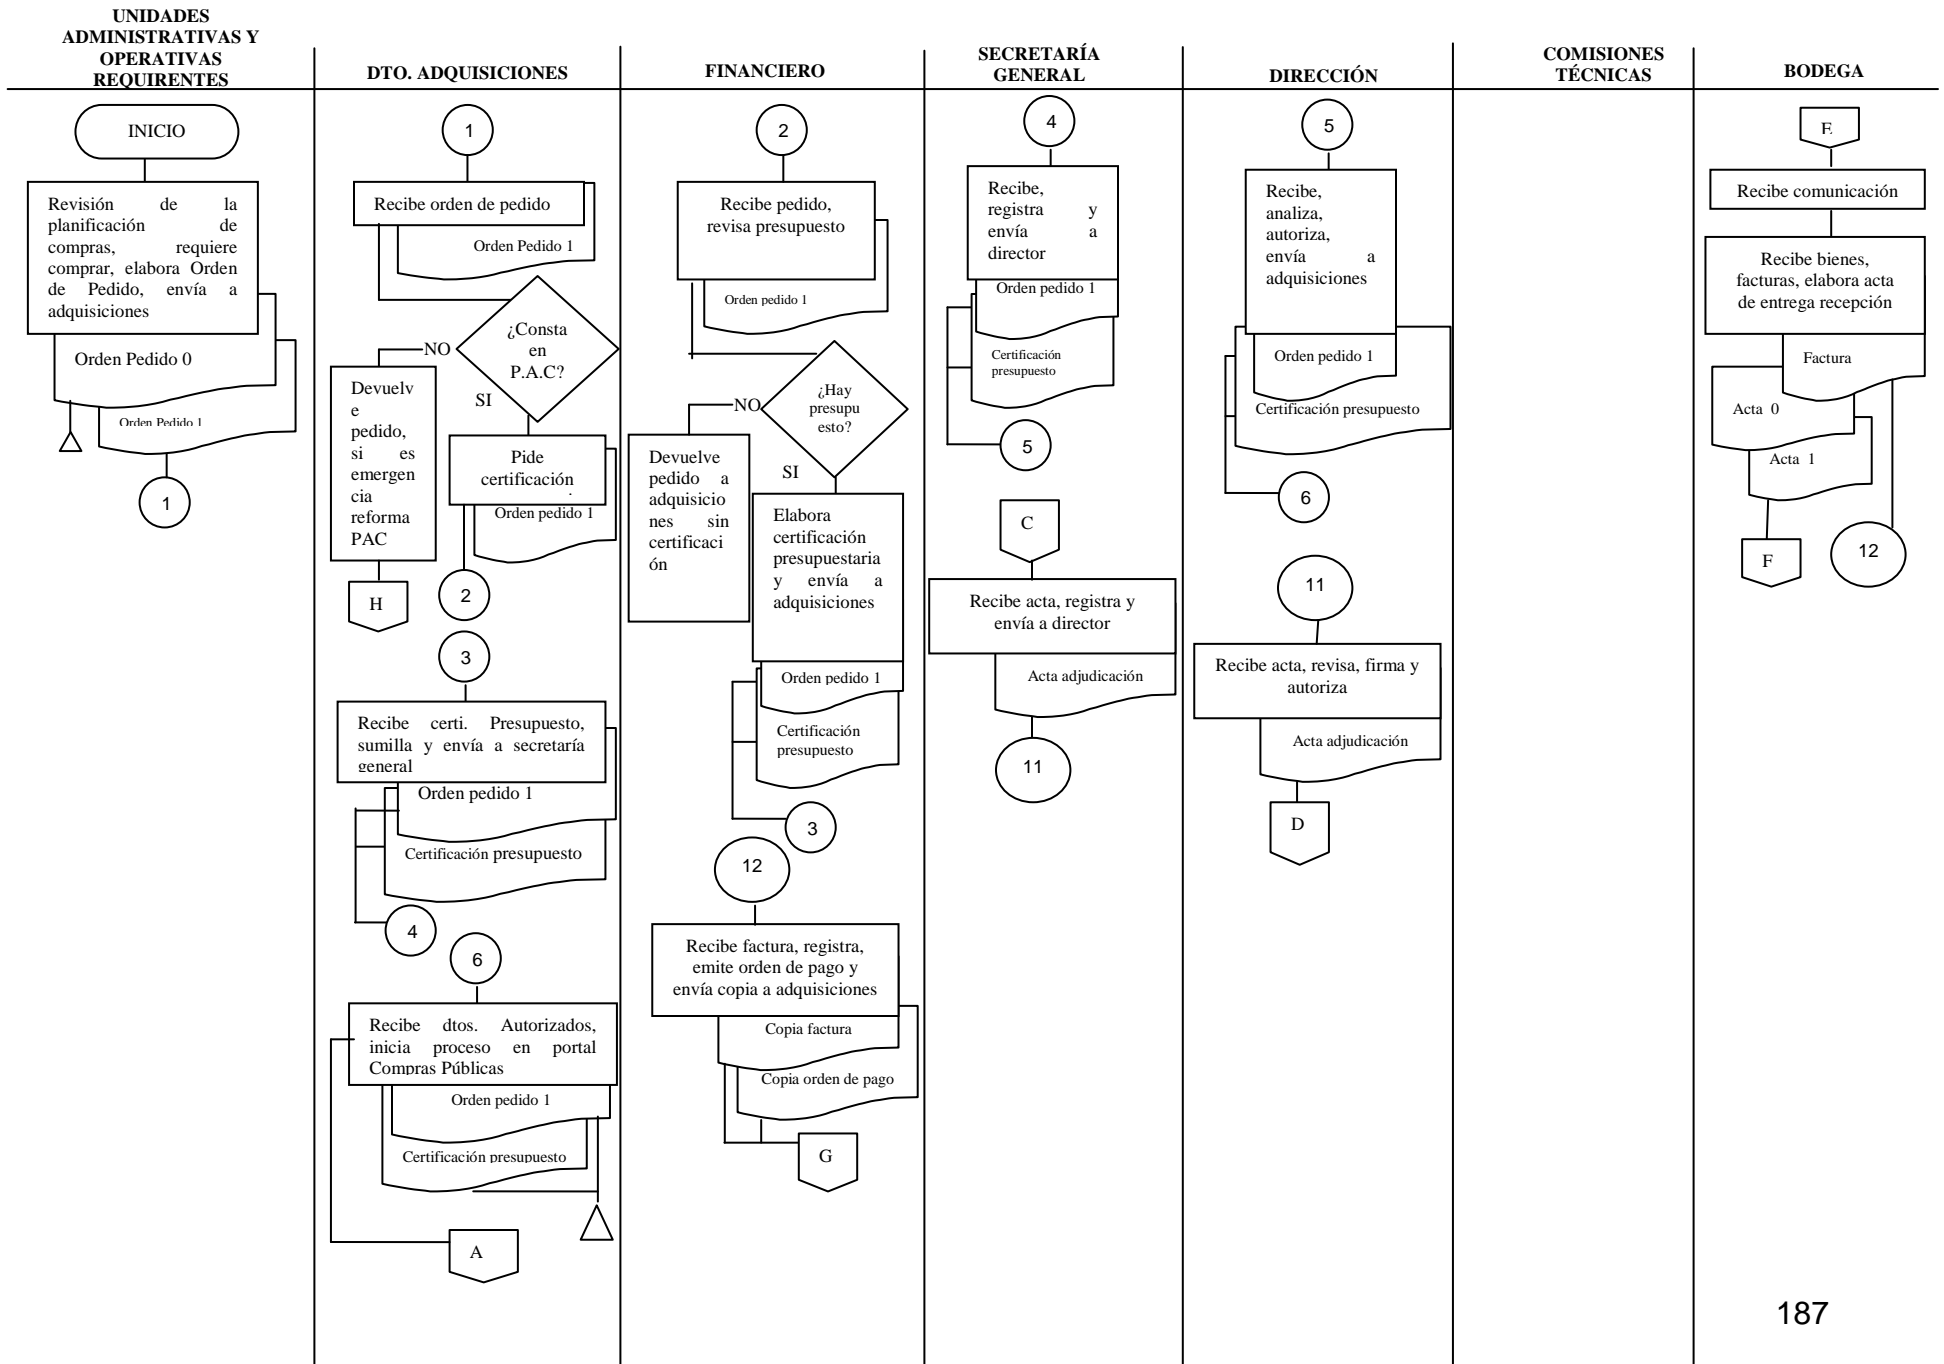 UNIDADES
ADMINISTRATIVAS Y
OPERATIVAS
REQUIRENTES
DTO. ADQUISICIONES
FINANCIERO
SECRETARÍA
GENERAL
DIRECCIÓN
COMISIONES
TÉCNICAS
BODEGA
INICIO
Revisión de la
planificación de
compras, requiere
comprar, elabora Orden
de Pedido, envía a
adquisiciones
Orden Pedido 0
Orden Pedido 1
1
1
Recibe orden de pedido
Orden Pedido 1
¿Consta
en
P.A.C?
NO
SI
Devuelv
e
pedido,
si es
emergen
cia
reforma
PAC
H
Pide
certificación
Orden pedido 1
2
3
Recibe certi. Presupuesto,
sumilla y envía a secretaría
general
Orden pedido 1
Certificación presupuesto
4
6
Recibe dtos. Autorizados,
inicia proceso en portal
Compras Públicas
Orden pedido 1
Certificación presupuesto
A
2
Recibe pedido,
revisa presupuesto
Orden pedido 1
¿Hay
presupu
esto?
NO
SI
Devuelve
pedido a
adquisicio
nes sin
certificaci
ón
Elabora
certificación
presupuestaria
y envía a
adquisiciones
Orden pedido 1
Certificación
presupuesto
3
12
Recibe factura, registra,
emite orden de pago y
envía copia a adquisiciones
Copia factura
Copia orden de pago
G
4
Recibe,
registra y
envía a
director
Orden pedido 1
Certificación
presupuesto
5
C
Recibe acta, registra y
envía a director
Acta adjudicación
11
5
Recibe,
analiza,
autoriza,
envía a
adquisiciones
Orden pedido 1
Certificación presupuesto
6
11
Recibe acta, revisa, firma y
autoriza
Acta adjudicación
D
E
Recibe comunicación
Recibe bienes,
facturas, elabora acta
de entrega recepción
Factura
Acta 0
Acta 1
F
12
187